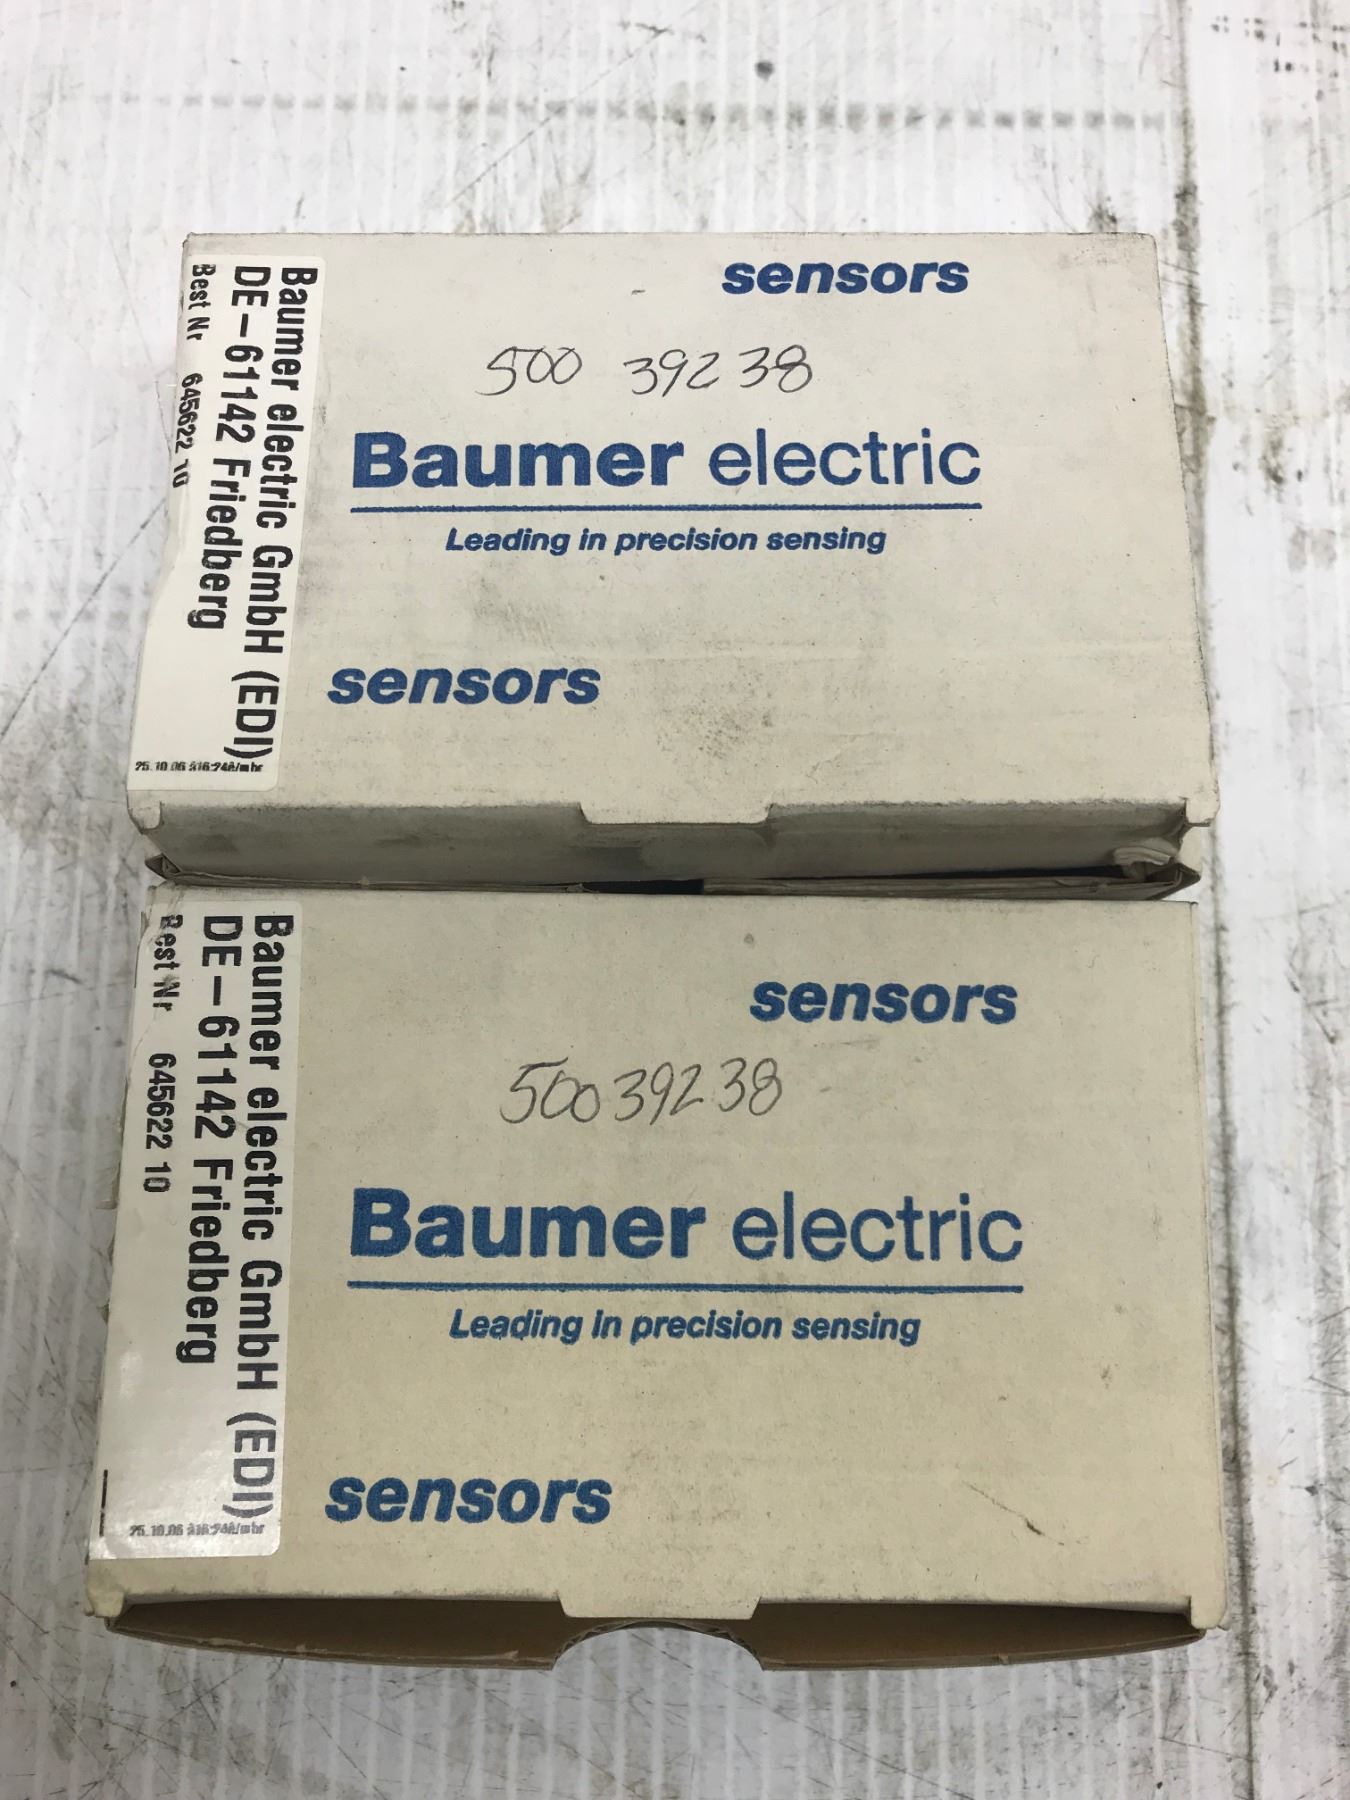 sensors
500 39238
Baumer electric
Leading in precision sensing
sensors
Baumer electric GmbH (EDI)
DE-61142 Friedberg
Best Nr 645622 10
sensors
50039238
Baumer electric
Leading in precision sensing
sensors
Baumer electric GmbH (EDI)
DE-61142 Friedberg
Best Nr 645622 10